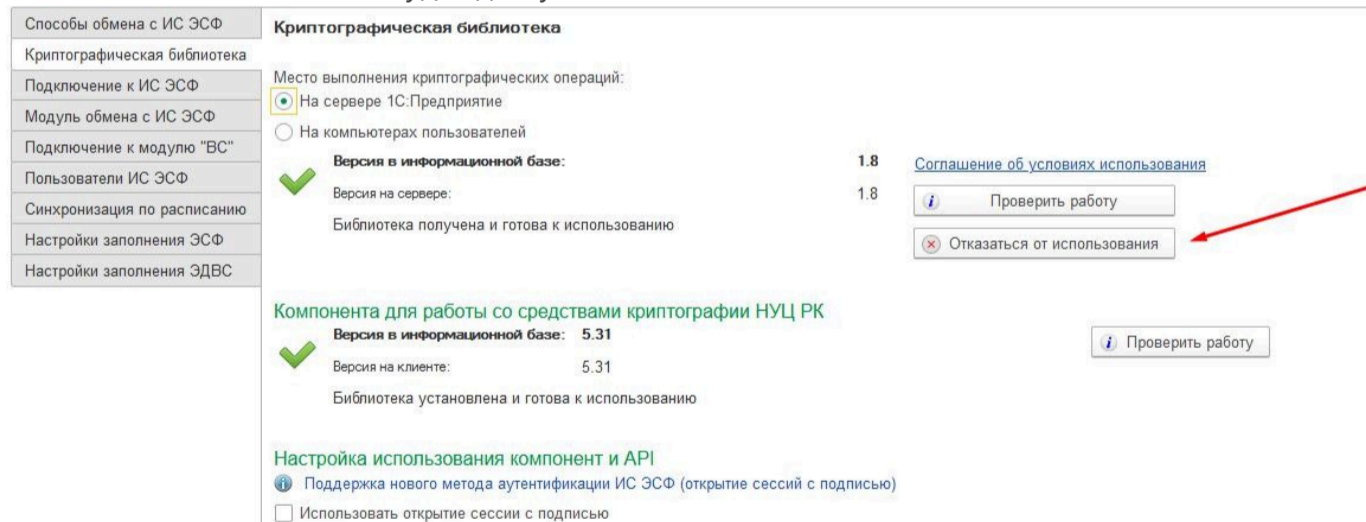 Способы обмена с ИС ЭСФ
Криптографическая библиотека
Подключение к ИС ЭСФ
Модуль обмена с ИС ЭСФ
Подключение к модулю "ВС"
Пользователи ИС ЭСФ
Синхронизация по расписанию
Настройки заполнения ЭСФ
Настройки заполнения ЭДВС
Криптографическая библиотека
Место выполнения криптографических операций:
На сервере 1С:Предприятие
На компьютерах пользователей
Версия в информационной базе: 1.8 Соглашение об условиях использования
Версия на сервере: 1.8 Проверить работу
Библиотека получена и готова к использованию
Отказаться от использования
Компонента для работы со средствами криптографии НУЦ РК
Версия в информационной базе: 5.31
Проверить работу
Версия на клиенте: 5.31
Библиотека установлена и готова к использованию
Настройка использования компонент и API
Поддержка нового метода аутентификации ИС ЭСФ (открытие сессий с подписью)
Использовать открытие сессии с подписью